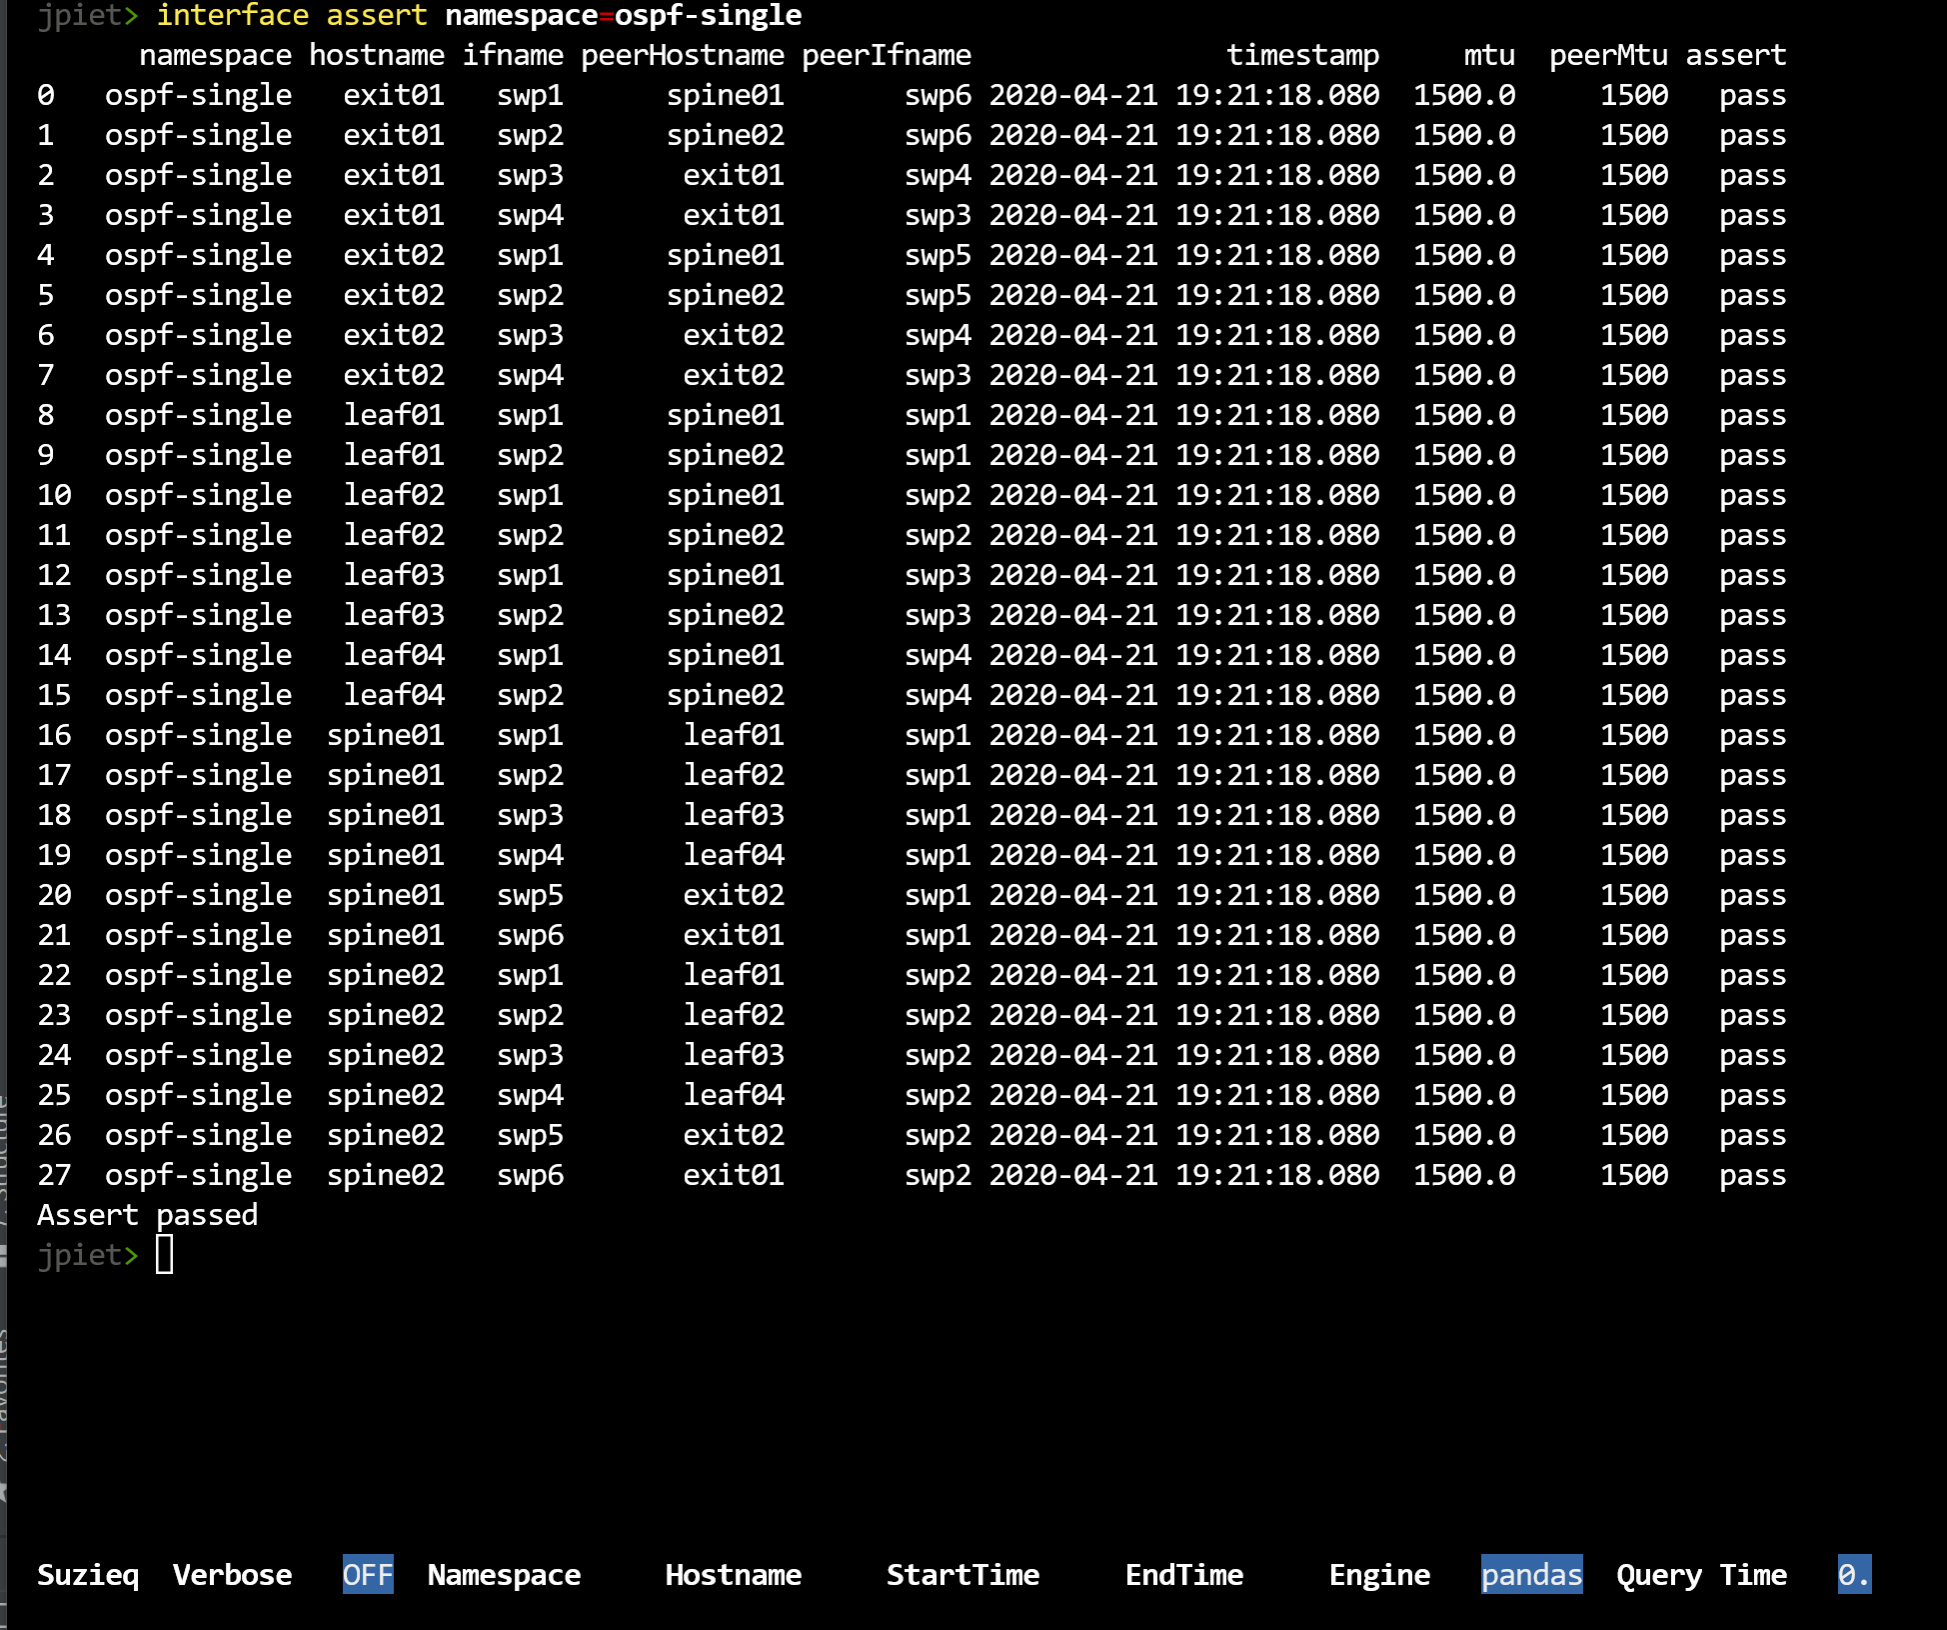 jpiet> interface assert namespace=ospf-single
namespace hostname ifname peerHostname peerIfname timestamp mtu peerMtu assert
0 ospf-single exit01 swp1 spine01 swp6 2020-04-21 19:21:18.080 1500.0 1500 pass
1 ospf-single exit01 swp2 spine02 swp6 2020-04-21 19:21:18.080 1500.0 1500 pass
2 ospf-single exit01 swp3 exit01 swp4 2020-04-21 19:21:18.080 1500.0 1500 pass
3 ospf-single exit01 swp4 exit01 swp3 2020-04-21 19:21:18.080 1500.0 1500 pass
4 ospf-single exit02 swp1 spine01 swp5 2020-04-21 19:21:18.080 1500.0 1500 pass
5 ospf-single exit02 swp2 spine02 swp5 2020-04-21 19:21:18.080 1500.0 1500 pass
6 ospf-single exit02 swp3 exit02 swp4 2020-04-21 19:21:18.080 1500.0 1500 pass
7 ospf-single exit02 swp4 exit02 swp3 2020-04-21 19:21:18.080 1500.0 1500 pass
8 ospf-single leaf01 swp1 spine01 swp1 2020-04-21 19:21:18.080 1500.0 1500 pass
9 ospf-single leaf01 swp2 spine02 swp1 2020-04-21 19:21:18.080 1500.0 1500 pass
10 ospf-single leaf02 swp1 spine01 swp2 2020-04-21 19:21:18.080 1500.0 1500 pass
11 ospf-single leaf02 swp2 spine02 swp2 2020-04-21 19:21:18.080 1500.0 1500 pass
12 ospf-single leaf03 swp1 spine01 swp3 2020-04-21 19:21:18.080 1500.0 1500 pass
13 ospf-single leaf03 swp2 spine02 swp3 2020-04-21 19:21:18.080 1500.0 1500 pass
14 ospf-single leaf04 swp1 spine01 swp4 2020-04-21 19:21:18.080 1500.0 1500 pass
15 ospf-single leaf04 swp2 spine02 swp4 2020-04-21 19:21:18.080 1500.0 1500 pass
16 ospf-single spine01 swp1 leaf01 swp1 2020-04-21 19:21:18.080 1500.0 1500 pass
17 ospf-single spine01 swp2 leaf02 swp1 2020-04-21 19:21:18.080 1500.0 1500 pass
18 ospf-single spine01 swp3 leaf03 swp1 2020-04-21 19:21:18.080 1500.0 1500 pass
19 ospf-single spine01 swp4 leaf04 swp1 2020-04-21 19:21:18.080 1500.0 1500 pass
20 ospf-single spine01 swp5 exit02 swp1 2020-04-21 19:21:18.080 1500.0 1500 pass
21 ospf-single spine01 swp6 exit01 swp1 2020-04-21 19:21:18.080 1500.0 1500 pass
22 ospf-single spine02 swp1 leaf01 swp2 2020-04-21 19:21:18.080 1500.0 1500 pass
23 ospf-single spine02 swp2 leaf02 swp2 2020-04-21 19:21:18.080 1500.0 1500 pass
24 ospf-single spine02 swp3 leaf03 swp2 2020-04-21 19:21:18.080 1500.0 1500 pass
25 ospf-single spine02 swp4 leaf04 swp2 2020-04-21 19:21:18.080 1500.0 1500 pass
26 ospf-single spine02 swp5 exit02 swp2 2020-04-21 19:21:18.080 1500.0 1500 pass
27 ospf-single spine02 swp6 exit01 swp2 2020-04-21 19:21:18.080 1500.0 1500 pass
Assert passed
jpiet>
Suzieq Verbose OFF Namespace Hostname StartTime EndTime Engine pandas Query Time 0.